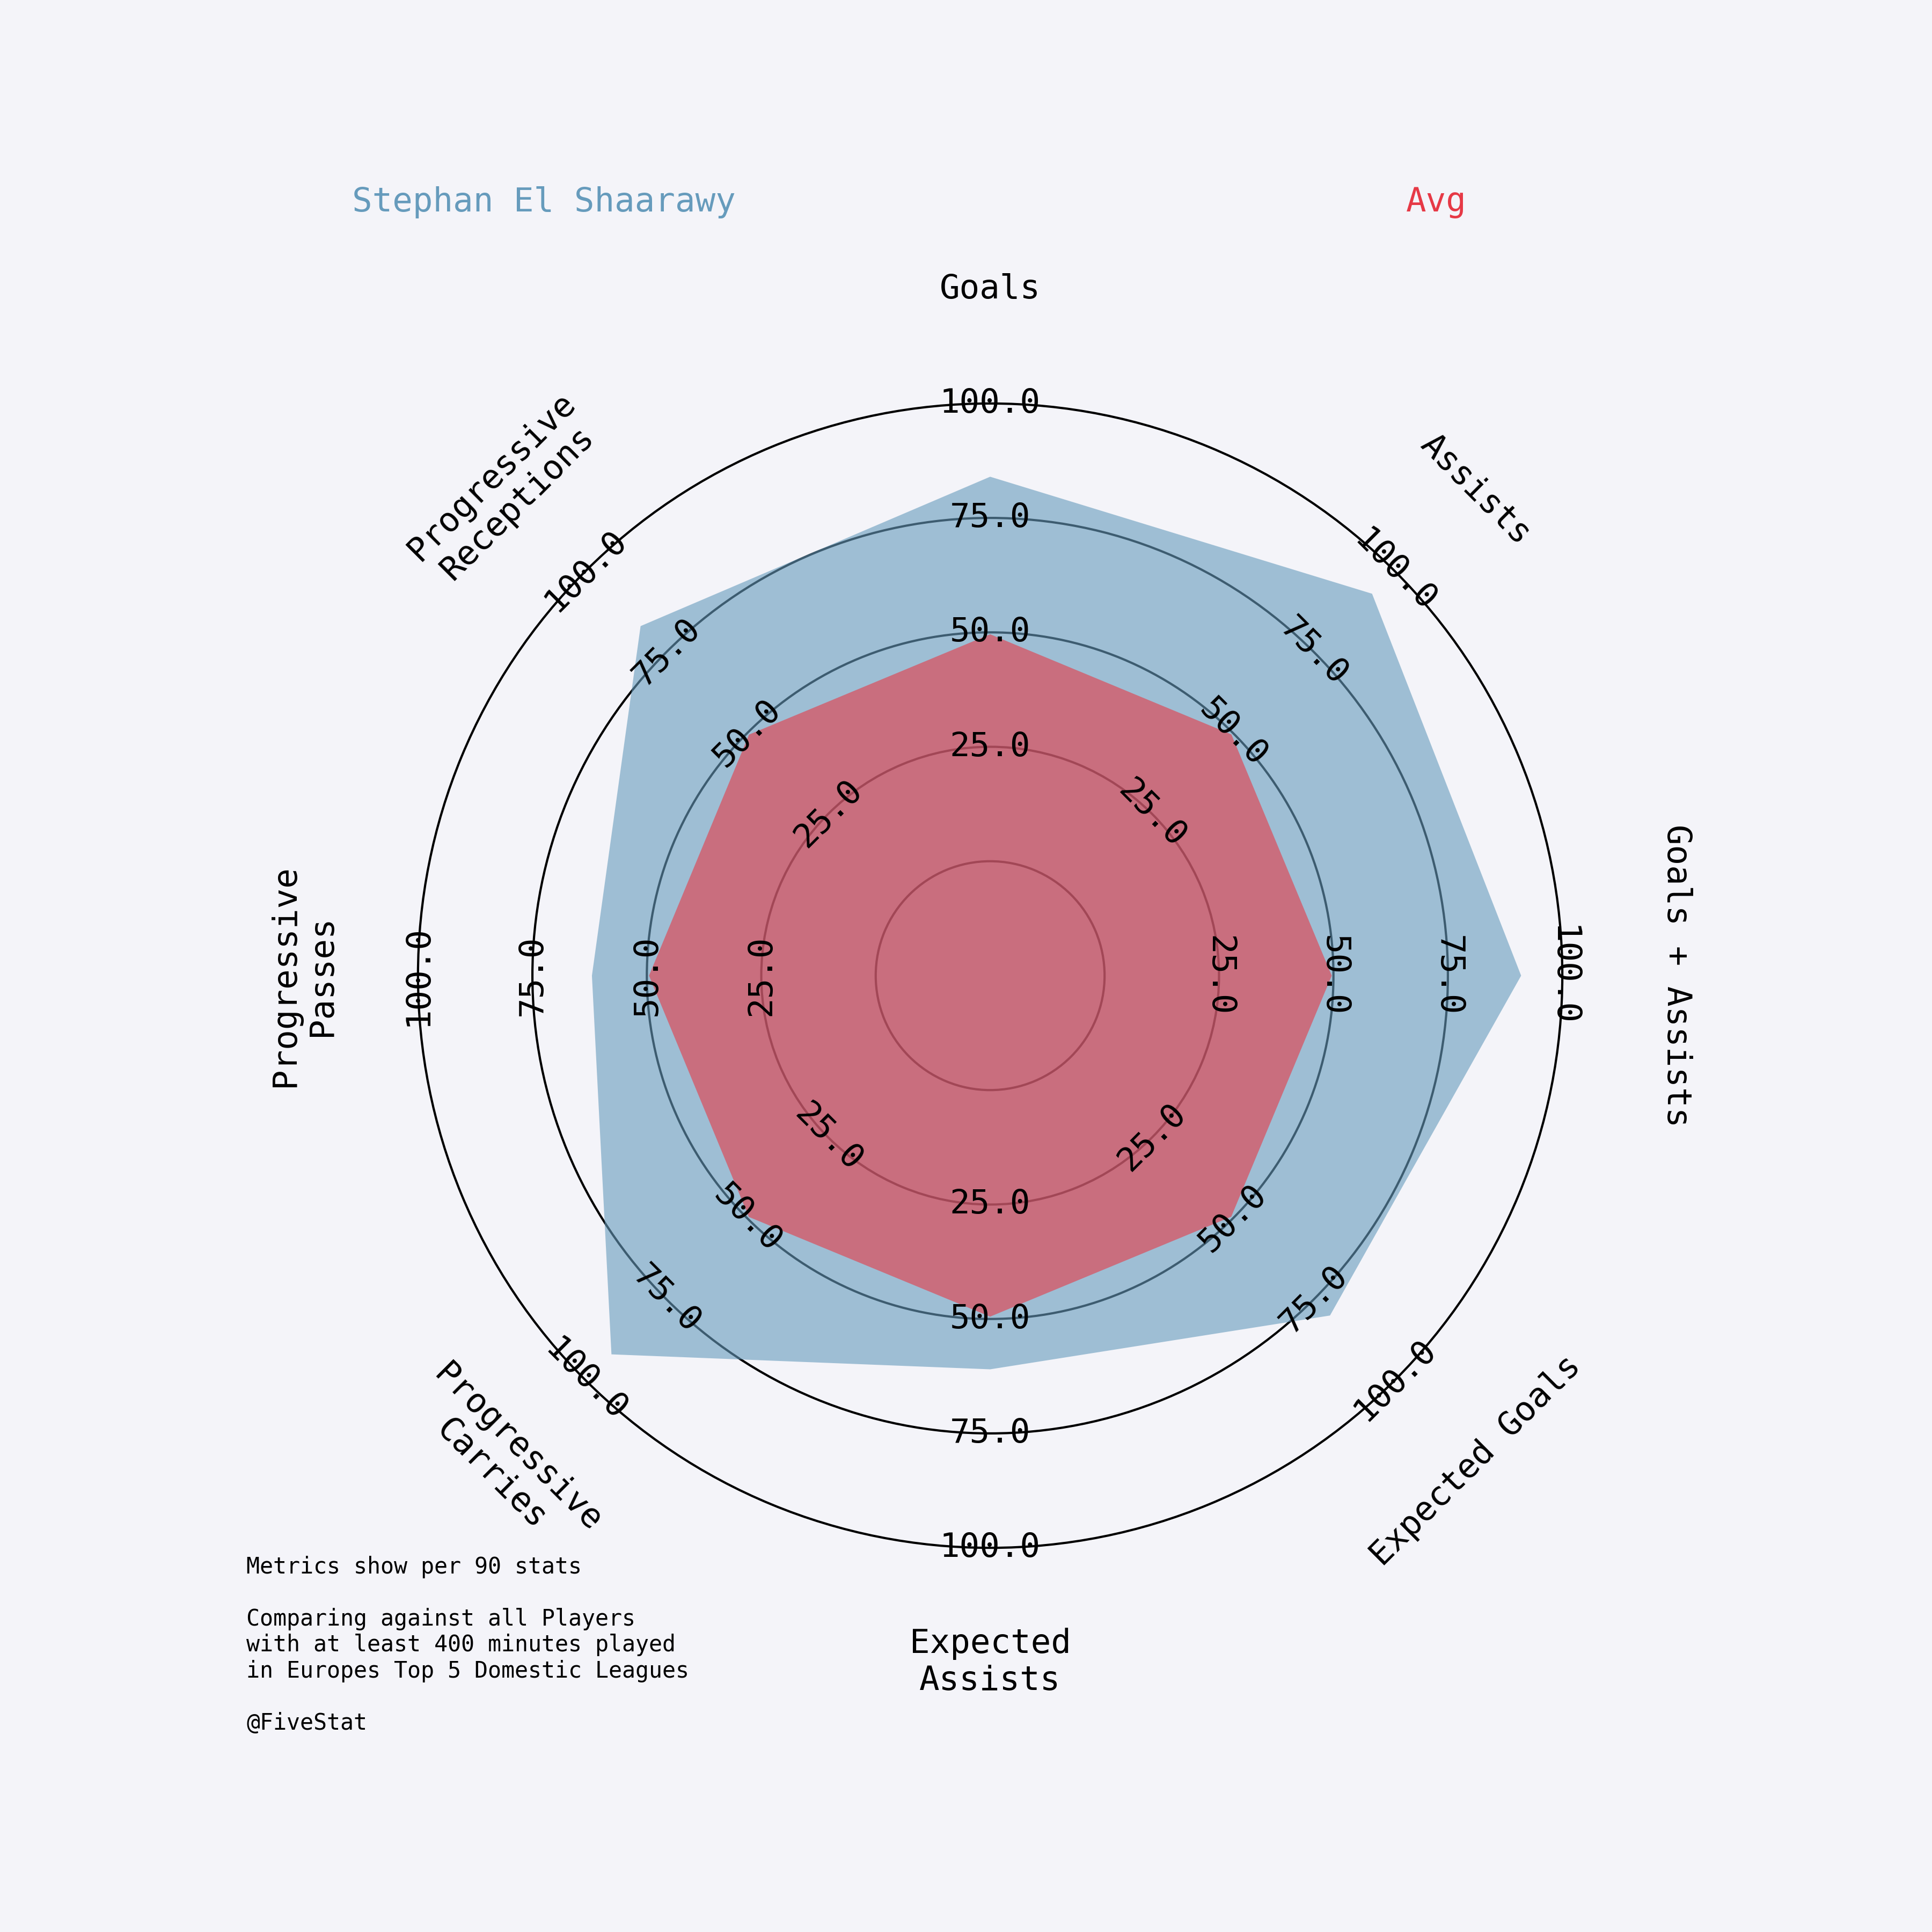 Stephan El Shaarawy
Avg
Goals
Assists
Goals + Assists
Expected Goals
Expected
Assists
Progressive
Carries
Progressive
Passes
Progressive
Receptions
25.0
50.0
75.0
100.0
25.0
50.0
75.0
100.0
25.0
50.0
75.0
100.0
25.0
50.0
75.0
100.0
25.0
50.0
75.0
100.0
25.0
50.0
75.0
100.0
25.0
50.0
75.0
100.0
25.0
50.0
75.0
100.0
Metrics show per 90 stats
Comparing against all Players
with at least 400 minutes played
in Europes Top 5 Domestic Leagues
@FiveStat